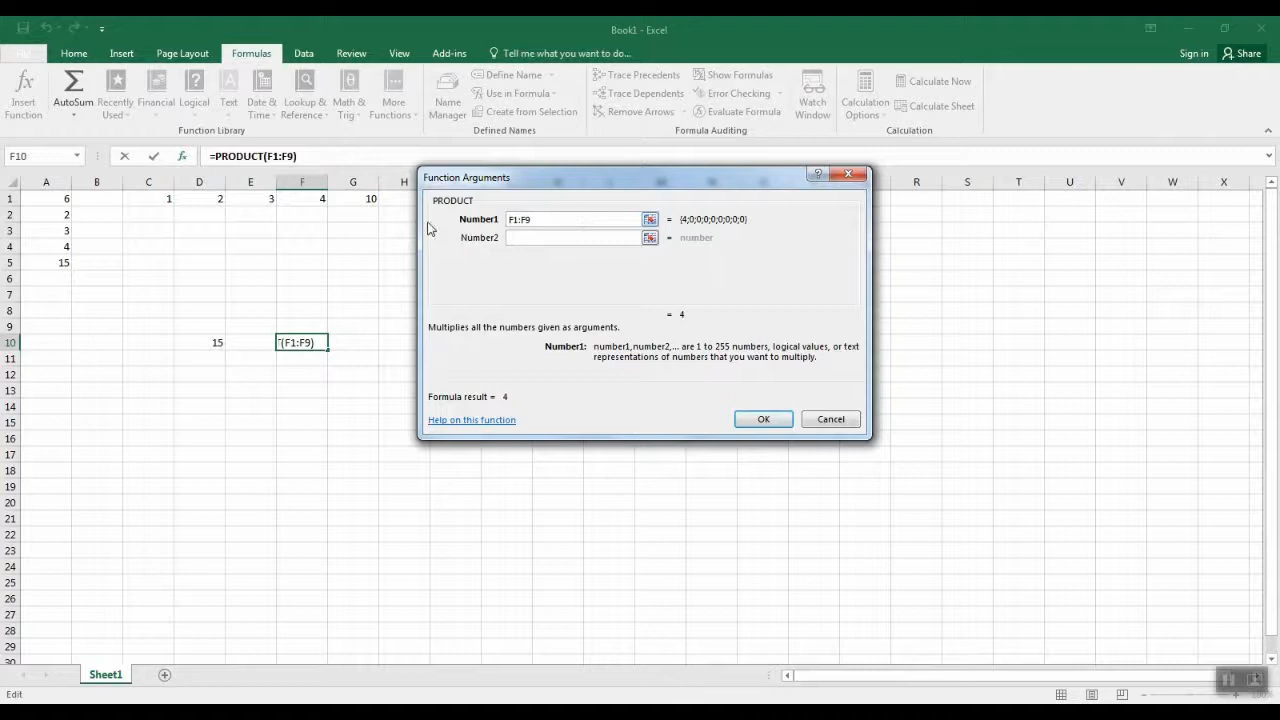 Book1 - Excel
Home Insert Page Layout Formulas Data Review View Add-ins Tell me what you want to do... Sign in Share
Insert Function
AutoSum
Recently Used
Financial
Logical
Text
Date & Time
Lookup & Reference
Math & Trig
More Functions
Function Library
Name Manager
Define Name
Use in Formula
Create from Selection
Defined Names
Trace Precedents
Trace Dependents
Remove Arrows
Show Formulas
Error Checking
Evaluate Formula
Formula Auditing
Watch Window
Calculation Options
Calculate Now
Calculate Sheet
Calculation
F10 fx =PRODUCT(F1:F9)
A B C D E F G H R S T U V W X
1 6 1 2 3 4 10
2 2
3 3
4 4
5 15
6
7
8
9
10 15 (F1:F9)
11
12
13
14
15
16
17
18
19
20
21
22
23
24
25
26
27
28
29
30
Function Arguments ?
PRODUCT
Number1 F1:F9 = {4;0;0;0;0;0;0;0;0}
Number2 = number
= 4
Multiplies all the numbers given as arguments.
Number1: number1,number2,... are 1 to 255 numbers, logical values, or text
representations of numbers that you want to multiply.
Formula result = 4
Help on this function OK Cancel
Sheet1
Edit